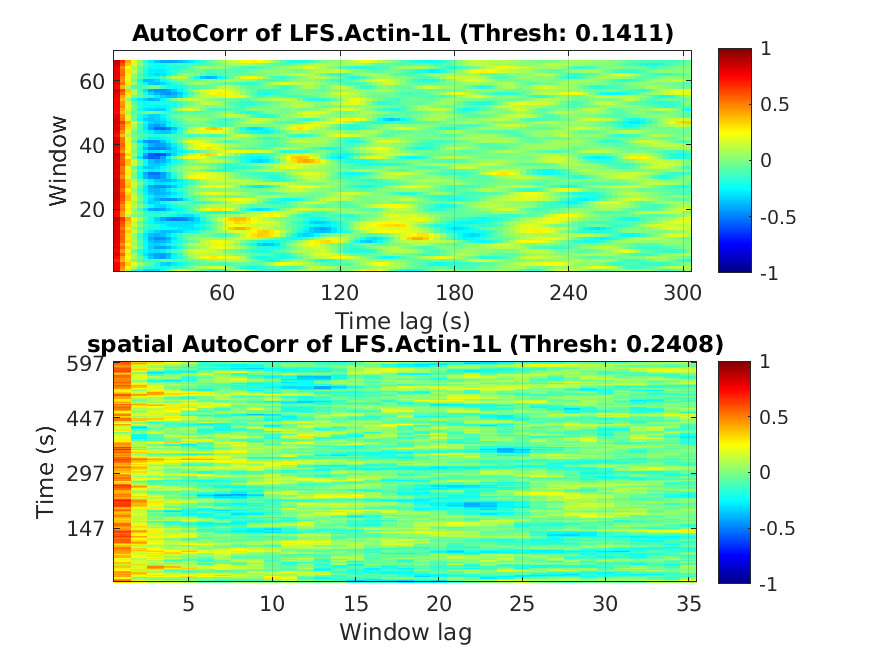 AutoCorr of LFS.Actin-1L (Thresh: 0.1411)
60
40
20
Window
60 120 180 240 300
Time lag (s)
1
0.5
0
-0.5
-1
spatial AutoCorr of LFS.Actin-1L (Thresh: 0.2408)
597
447
297
147
Time (s)
5 10 15 20 25 30 35
Window lag
1
0.5
0
-0.5
-1